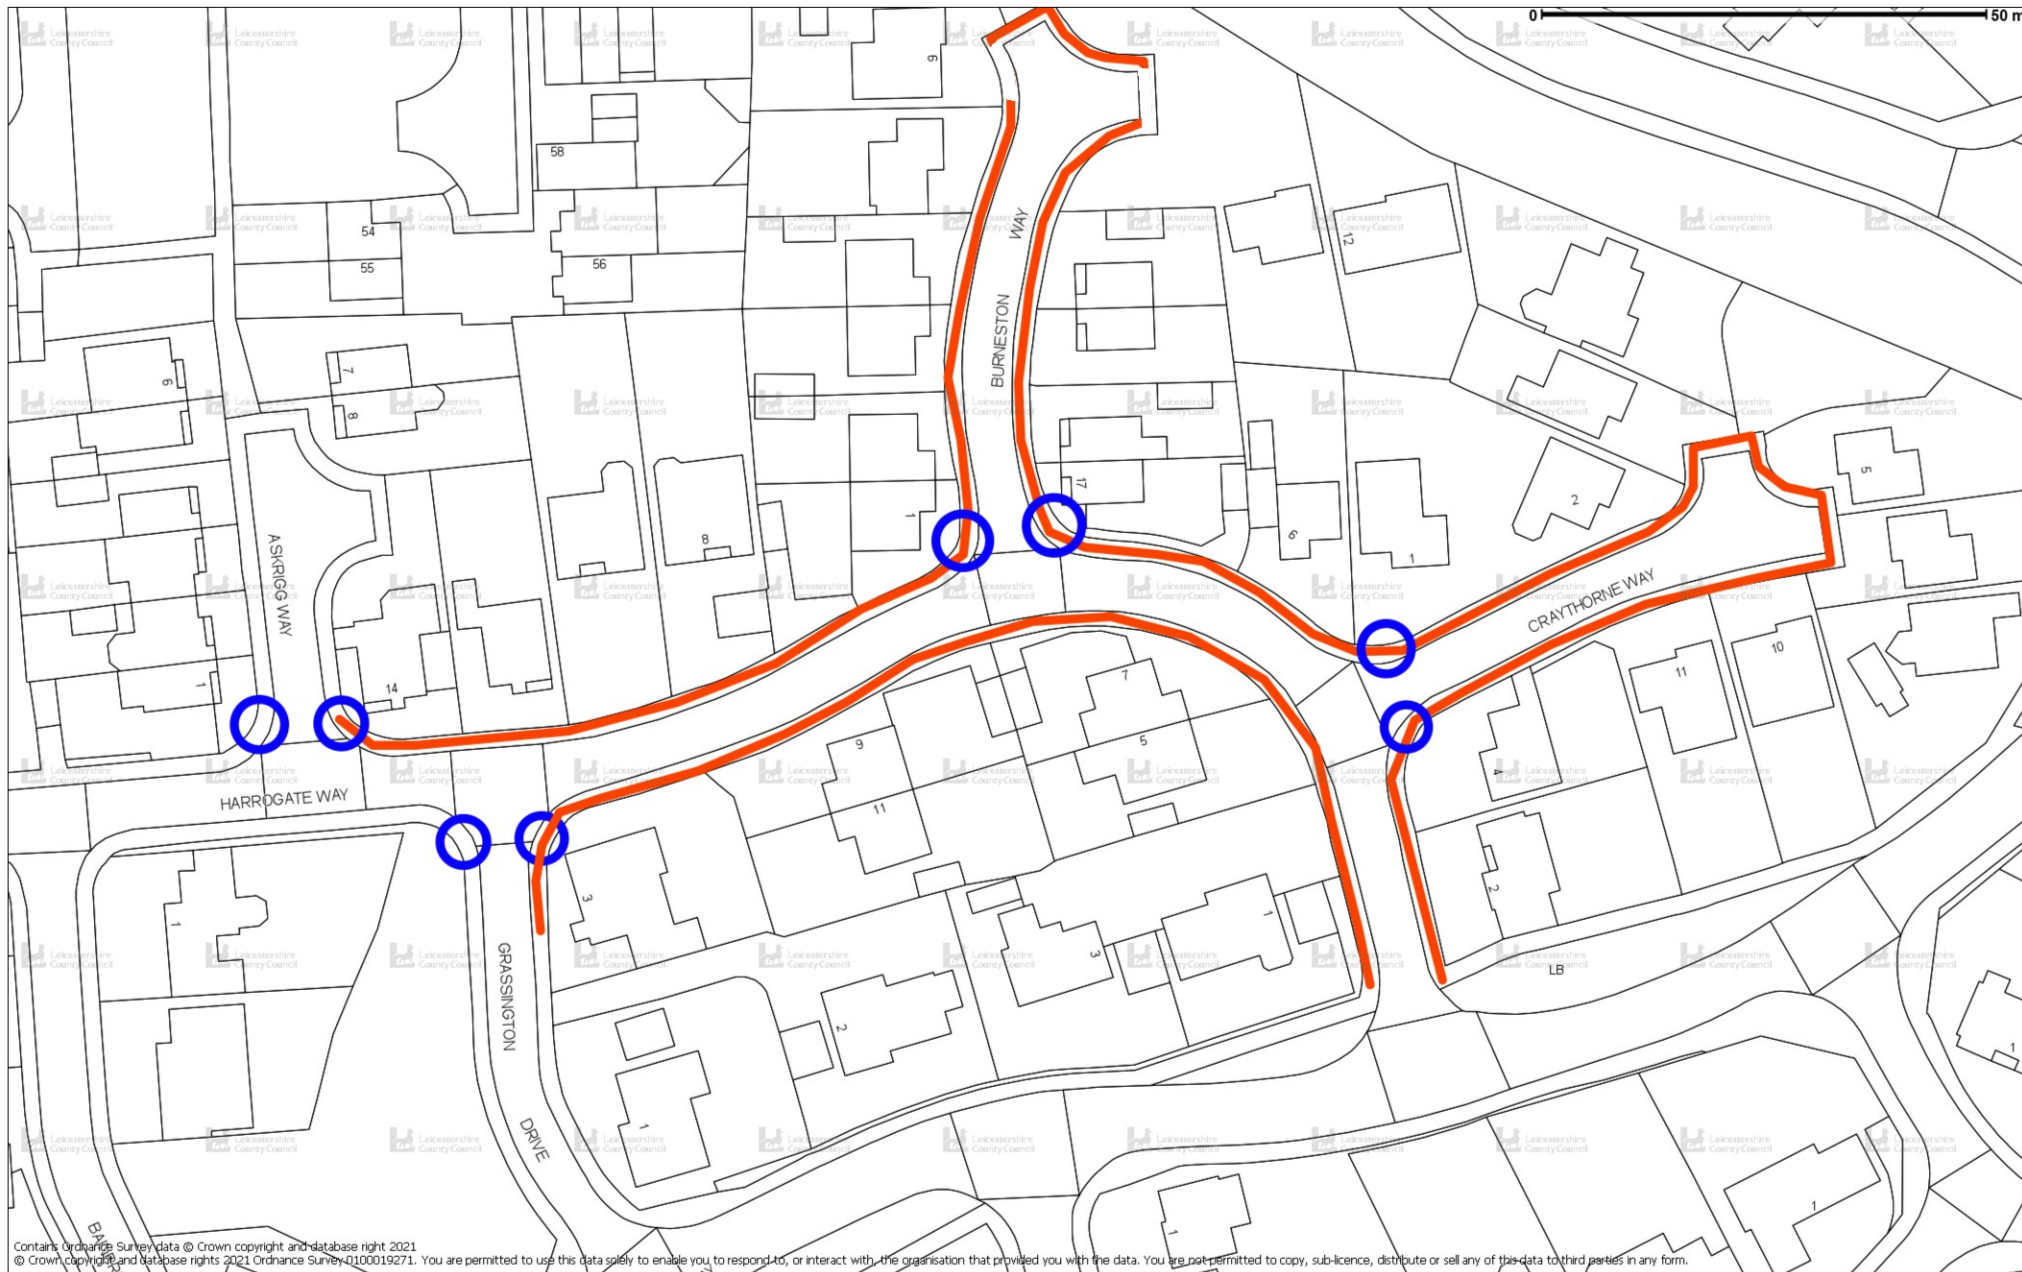 0
50 m
Leicestershire
County Council
6
58
54
55
56
WAY
12
BURNESTON
6
7
8
17
1
8
6
1
2
5
ASKRIGG WAY
CRAYTHORNE WAY
1
14
7
11
10
9
5
4
HARROGATE WAY
11
3
2
1
1
3
GRASSINGTON
LB
2
1
1
DRIVE
1
1
Contains Ordnance Survey data © Crown copyright and database right 2021
© Crown copyright and database rights 2021 Ordnance Survey 0100019271. You are permitted to use this data solely to enable you to respond to, or interact with, the organisation that provided you with the data. You are not permitted to copy, sub-licence, distribute or sell any of this data to third parties in any form.